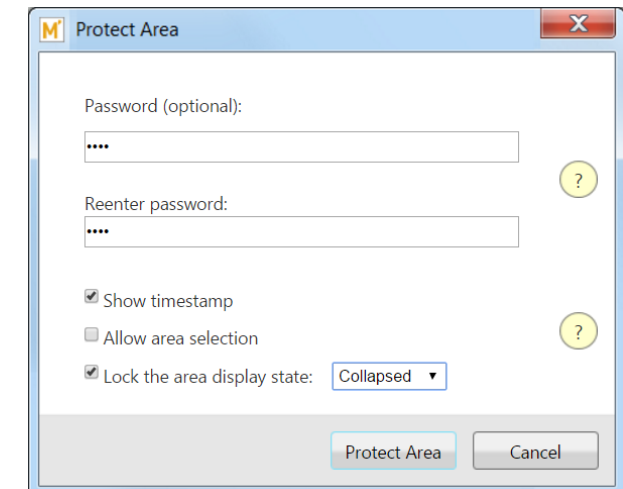 M Protect Area X
Password (optional):
••••
?
Reenter password:
••••
Show timestamp
Allow area selection
?
Lock the area display state: Collapsed
Protect Area Cancel